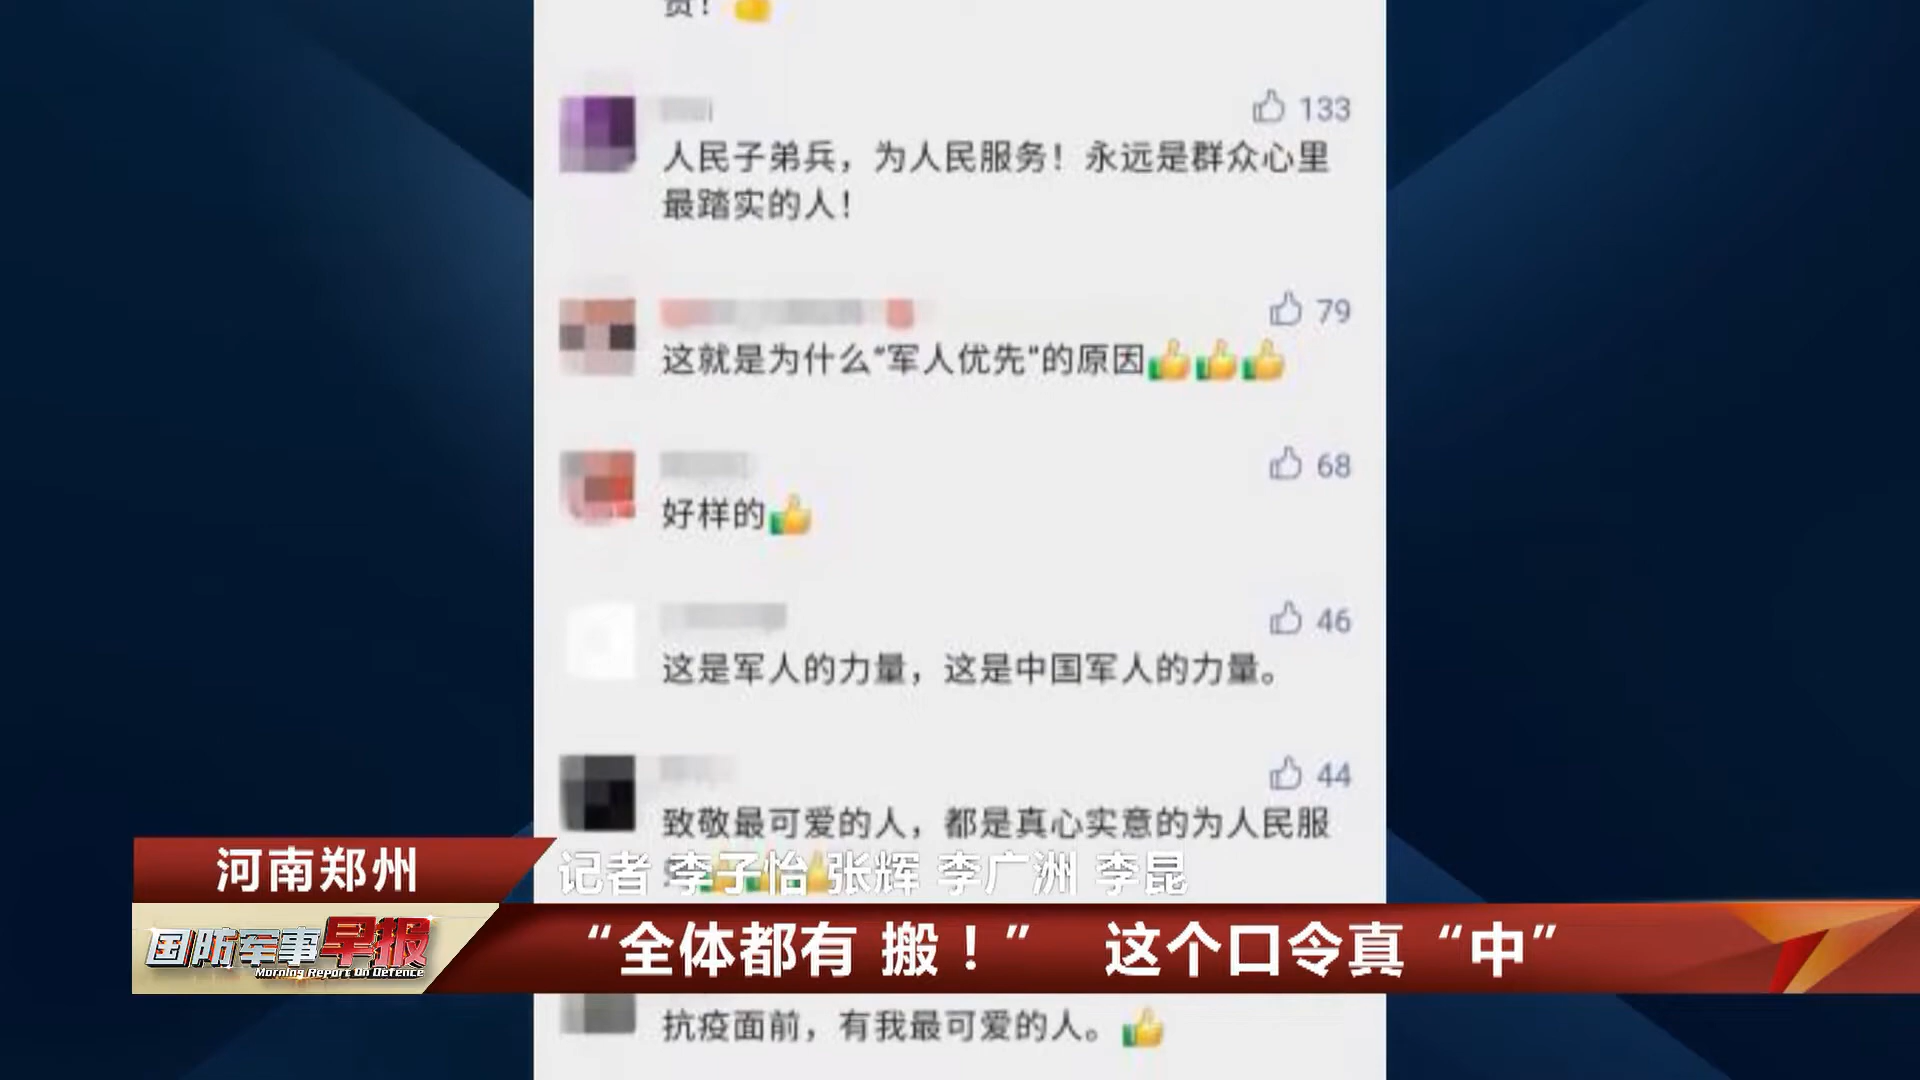 赞！
133
人民子弟兵，为人民服务！永远是群众心里
最踏实的人！
79
这就是为什么“军人优先”的原因
68
好样的
46
这是军人的力量，这是中国军人的力量。
44
致敬最可爱的人，都是真心实意的为人民服
河南郑州
记者 李子怡 张辉 李广洲 李昆
国防军事早报
Morning Report On Defence
“全体都有 搬！” 这个口令真“中”
抗疫面前，有我最可爱的人。